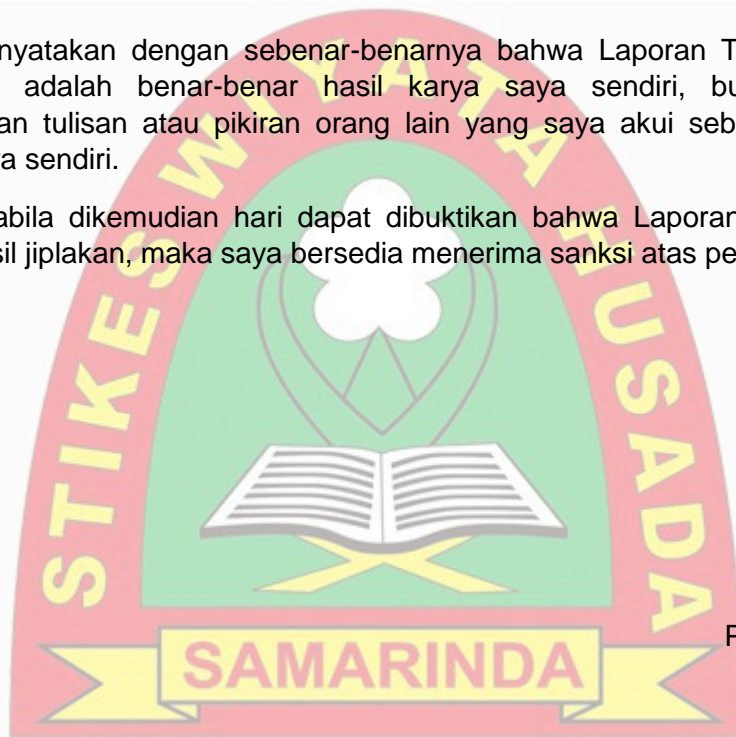 nyatakan dengan sebenar-benarnya bahwa Laporan T
adalah benar-benar hasil karya saya sendiri, bu
an tulisan atau pikiran orang lain yang saya akui seb
a sendiri.
abila dikemudian hari dapat dibuktikan bahwa Laporan
sil jiplakan, maka saya bersedia menerima sanksi atas pe
STIKES WIYATA HUSADA
SAMARINDA
P